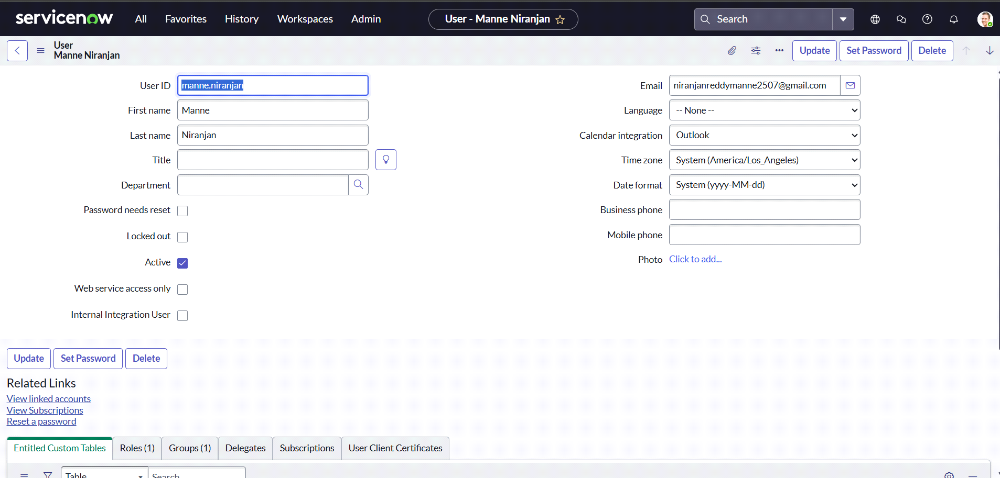 servicenow All Favorites History Workspaces Admin User - Manne Niranjan Search
User
Manne Niranjan
Update Set Password Delete
User ID manne.niranjan
First name Manne
Last name Niranjan
Title
Department
Password needs reset
Locked out
Active
Web service access only
Internal Integration User
Email niranjanreddymanne2507@gmail.com
Language -- None --
Calendar integration Outlook
Time zone System (America/Los_Angeles)
Date format System (yyyy-MM-dd)
Business phone
Mobile phone
Photo Click to add...
Update Set Password Delete
Related Links
View linked accounts
View Subscriptions
Reset a password
Entitled Custom Tables Roles (1) Groups (1) Delegates Subscriptions User Client Certificates
Table Search